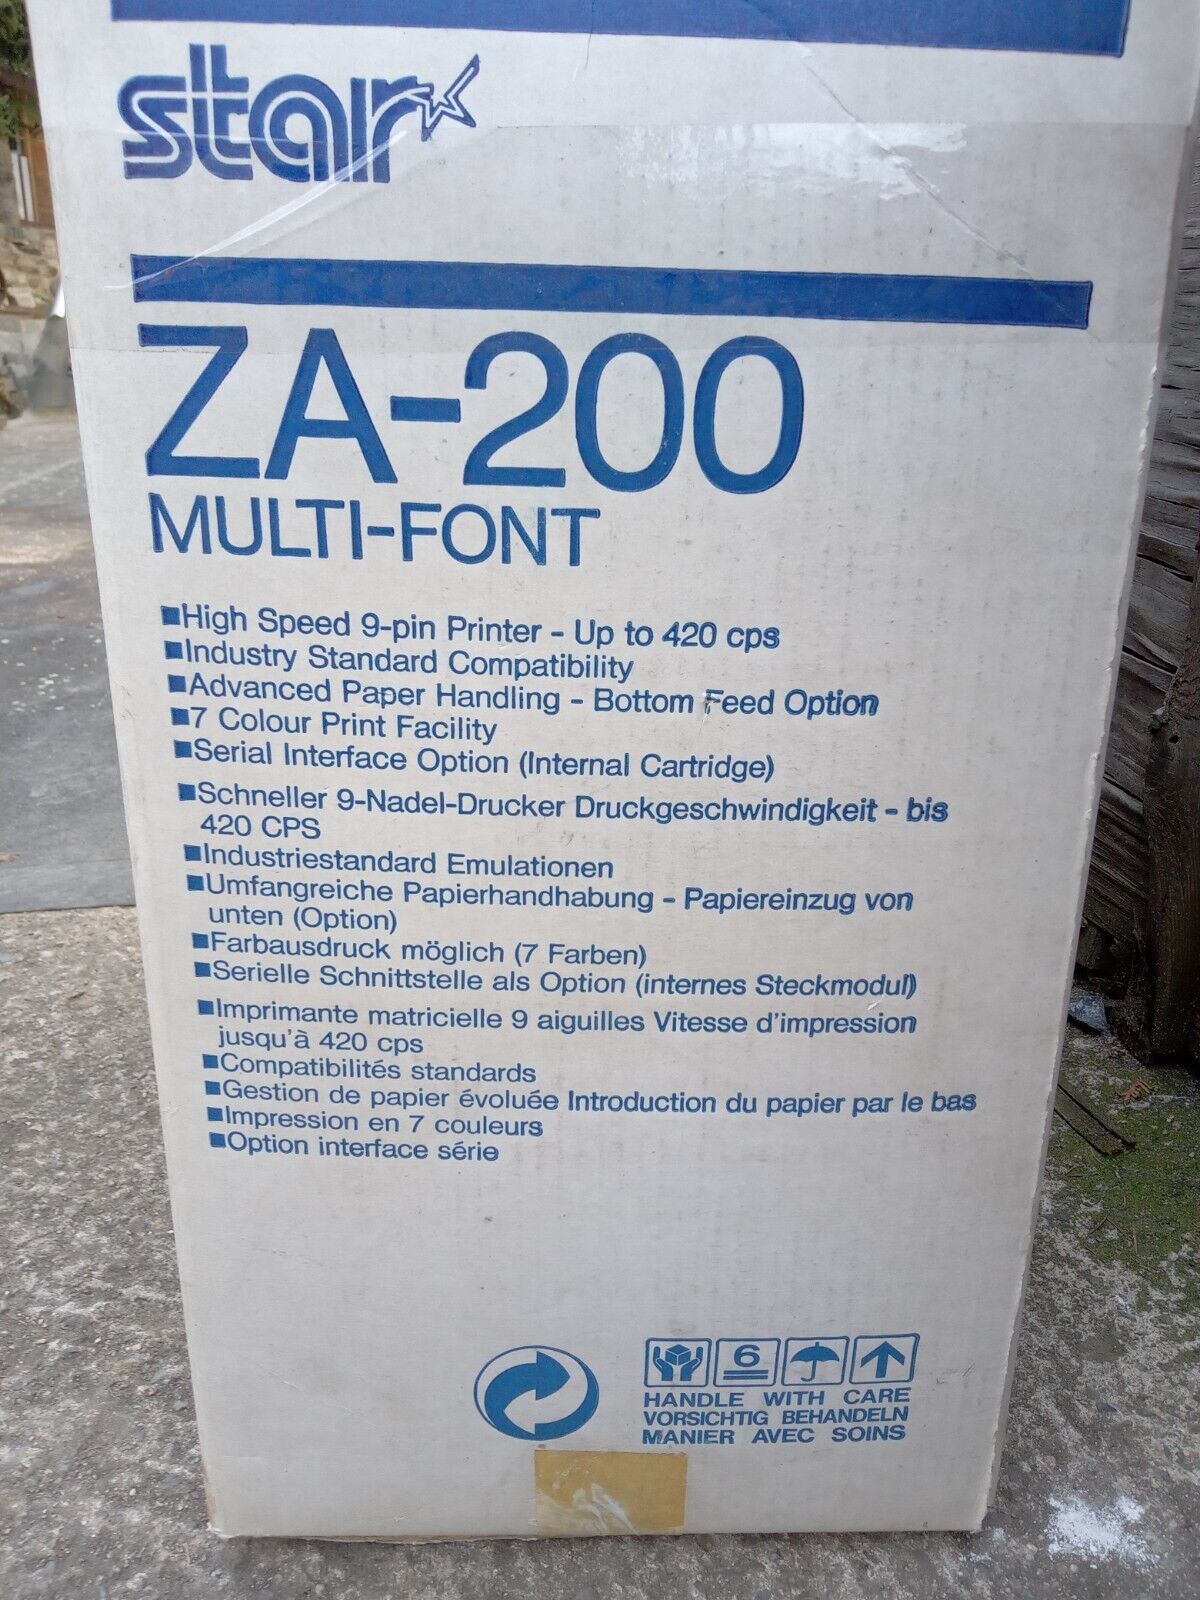 star
ZA-200
MULTI-FONT
■High Speed 9-pin Printer - Up to 420 cps
■Industry Standard Compatibility
■Advanced Paper Handling - Bottom Feed Option
■7 Colour Print Facility
■Serial Interface Option (Internal Cartridge)
■Schneller 9-Nadel-Drucker Druckgeschwindigkeit - bis
420 CPS
■Industriestandard Emulationen
■Umfangreiche Papierhandhabung - Papiereinzug von
unten (Option)
■Farbausdruck möglich (7 Farben)
■Serielle Schnittstelle als Option (internes Steckmodul)
■Imprimante matricielle 9 aiguilles Vitesse d'impression
jusqu'à 420 cps
■Compatibilités standards
■Gestion de papier évoluée Introduction du papier par le bas
■Impression en 7 couleurs
■Option interface série
6
HANDLE WITH CARE
VORSICHTIG BEHANDELN
MANIER AVEC SOINS